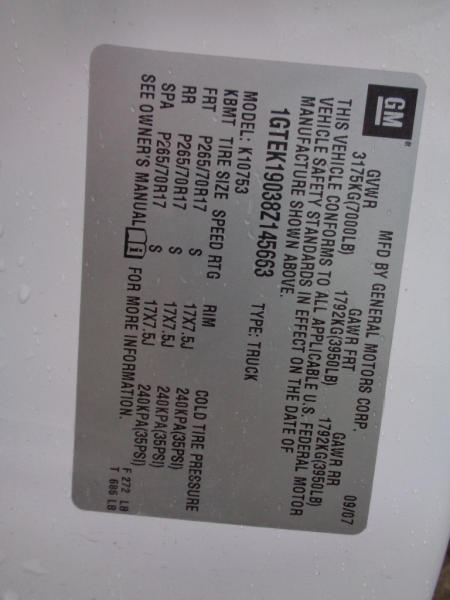 GM
MFD BY GENERAL MOTORS CORP. 09/07
GVWR GAWR FRT GAWR RR
3175KG(7000LB) 1792KG(3950LB) 1792KG(3950LB)
THIS VEHICLE CONFORMS TO ALL APPLICABLE U.S. FEDERAL MOTOR
VEHICLE SAFETY STANDARDS IN EFFECT ON THE DATE OF
MANUFACTURE SHOWN ABOVE.
1GTEK19038Z145663 TYPE: TRUCK
MODEL: K10753
KBMT TIRE SIZE SPEED RTG RIM COLD TIRE PRESSURE
FRT P265/70R17 S 17X7.5J 240KPA(35PSI)
RR P265/70R17 S 17X7.5J 240KPA(35PSI)
SPA P265/70R17 S 17X7.5J 240KPA(35PSI)
SEE OWNER'S MANUAL FOR MORE INFORMATION.
F 272 LB
T 686 LB